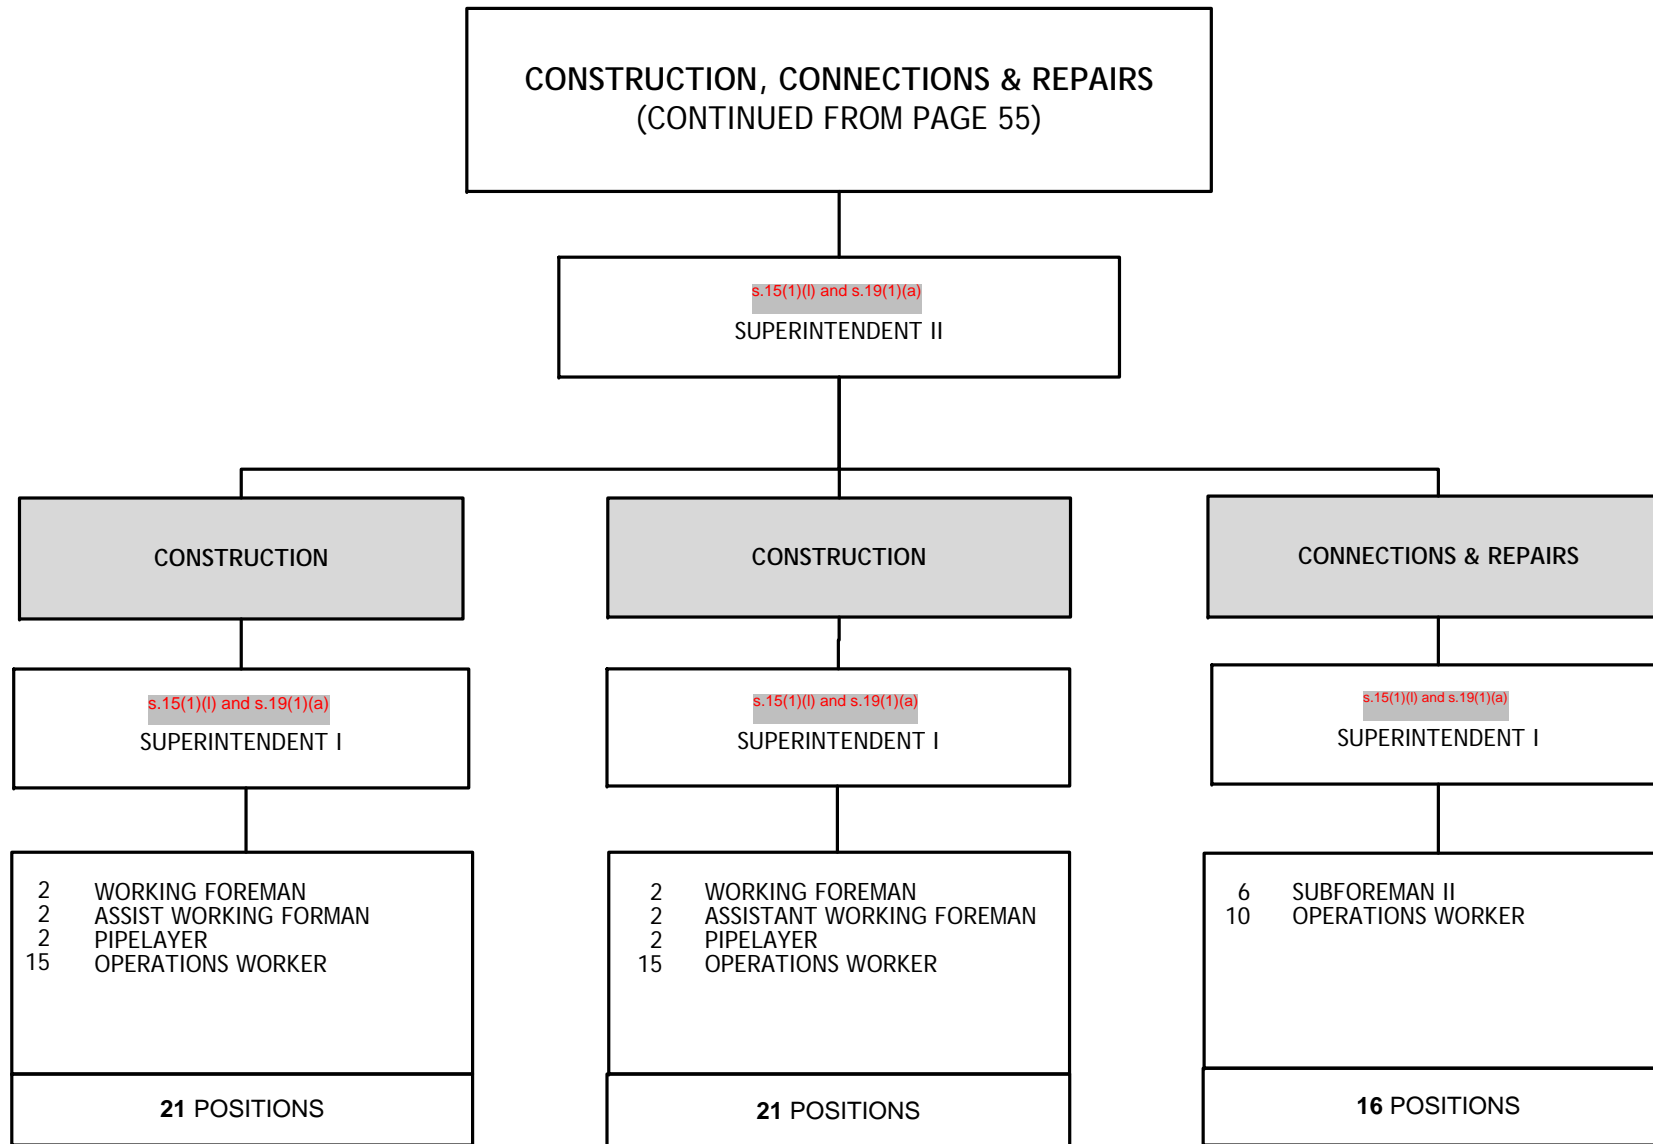 CONSTRUCTION, CONNECTIONS & REPAIRS
(CONTINUED FROM PAGE 55)
s.15(1)(l) and s.19(1)(a)
SUPERINTENDENT II
CONSTRUCTION
s.15(1)(l) and s.19(1)(a)
SUPERINTENDENT I
2 WORKING FOREMAN
2 ASSIST WORKING FORMAN
2 PIPELAYER
15 OPERATIONS WORKER
21 POSITIONS
CONSTRUCTION
s.15(1)(l) and s.19(1)(a)
SUPERINTENDENT I
2 WORKING FOREMAN
2 ASSISTANT WORKING FOREMAN
2 PIPELAYER
15 OPERATIONS WORKER
21 POSITIONS
CONNECTIONS & REPAIRS
s.15(1)(l) and s.19(1)(a)
SUPERINTENDENT I
6 SUBFOREMAN II
10 OPERATIONS WORKER
16 POSITIONS